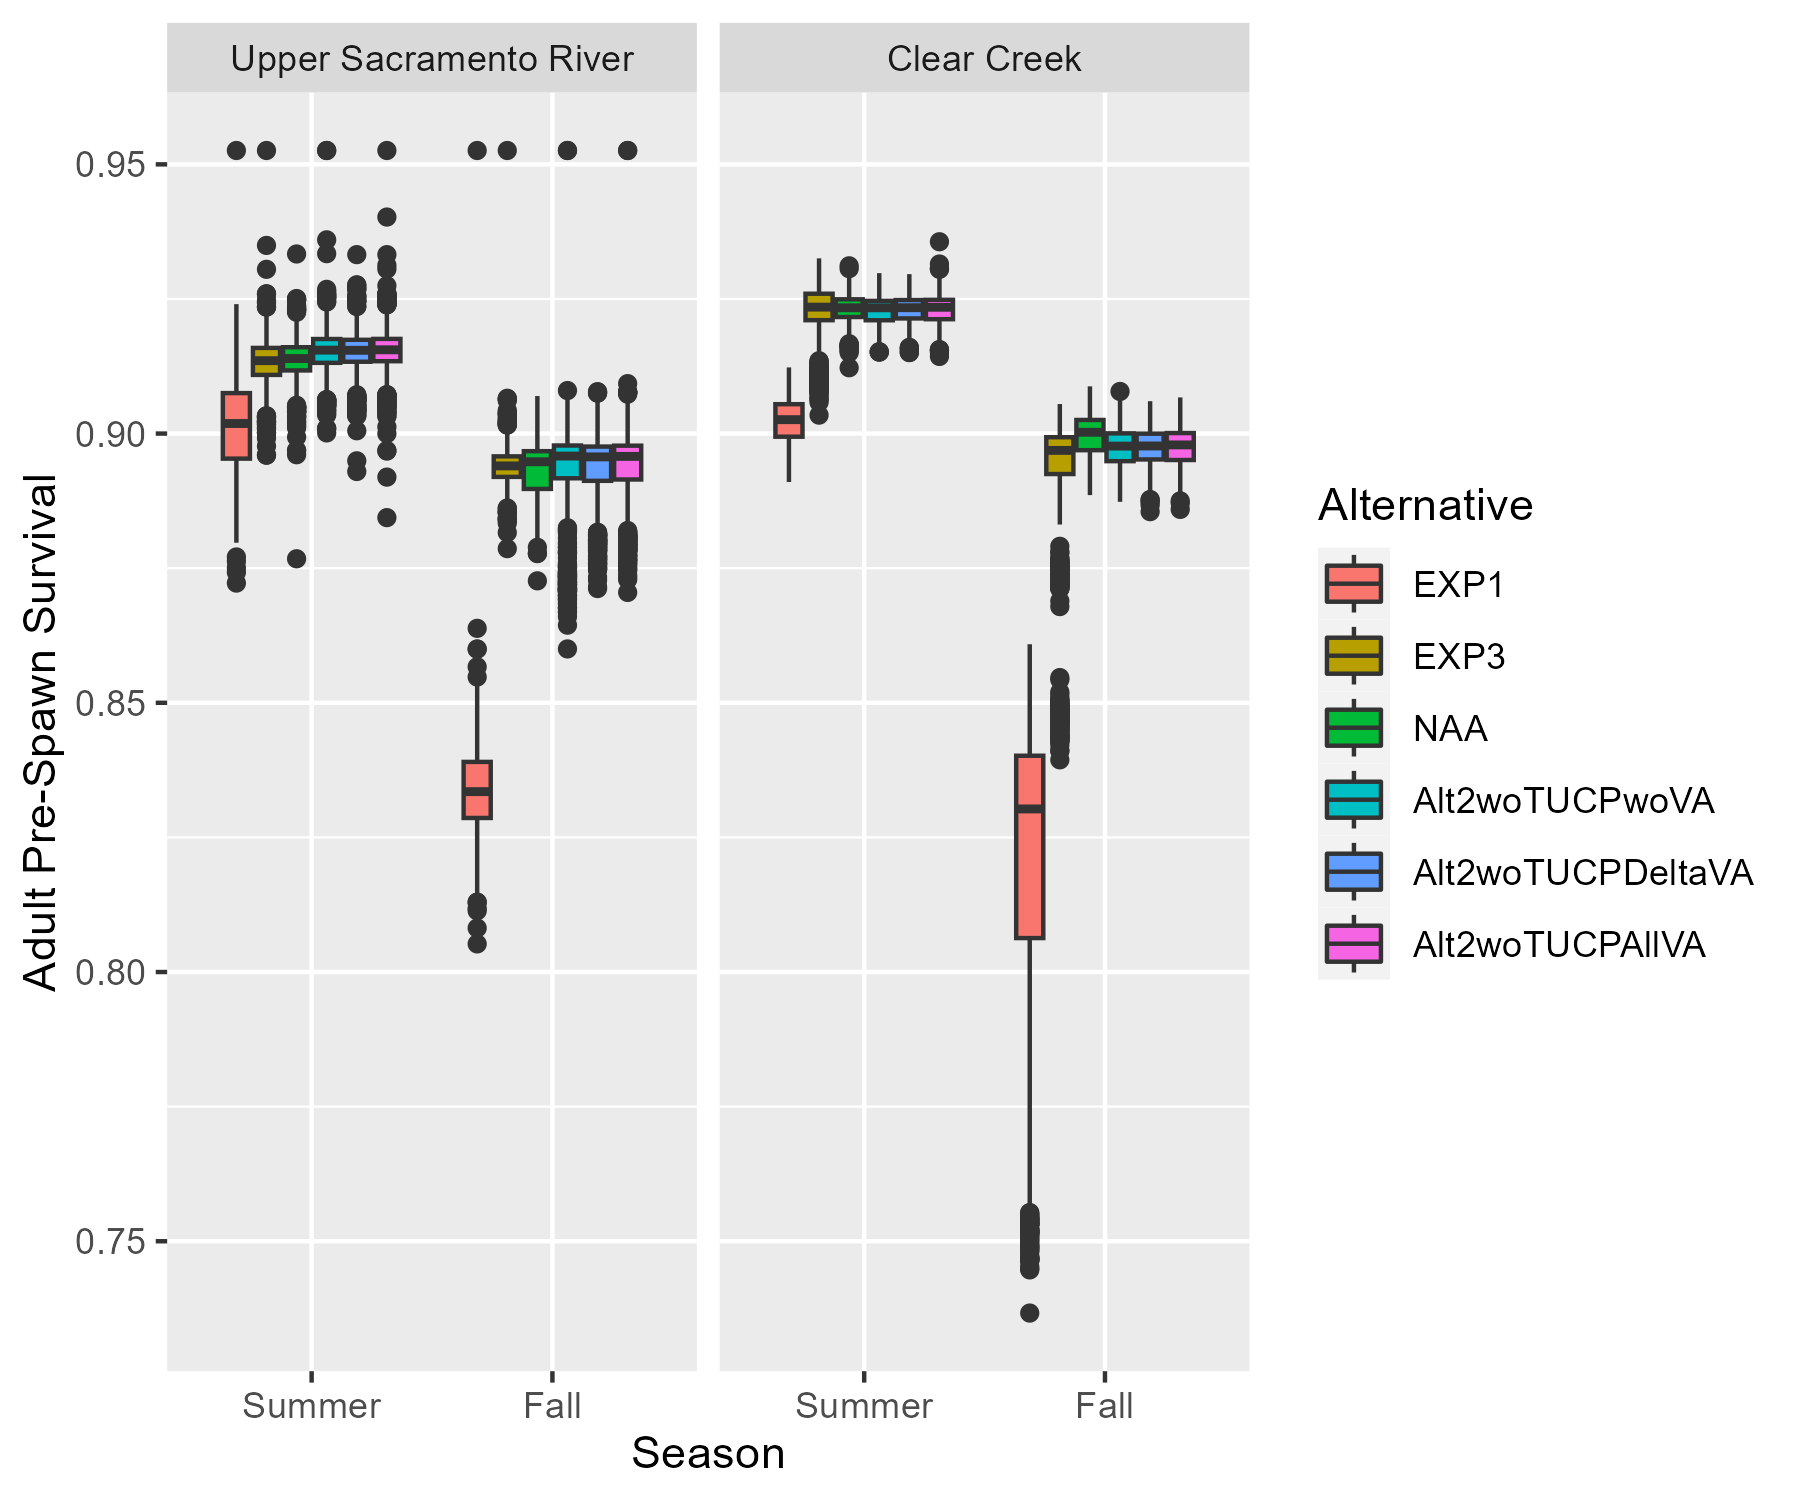 Upper Sacramento River
Clear Creek
Adult Pre-Spawn Survival
0.95
0.90
0.85
0.80
0.75
Summer
Fall
Summer
Fall
Season
Alternative
EXP1
EXP3
NAA
Alt2woTUCPwoVA
Alt2woTUCPDeltaVA
Alt2woTUCPAllVA